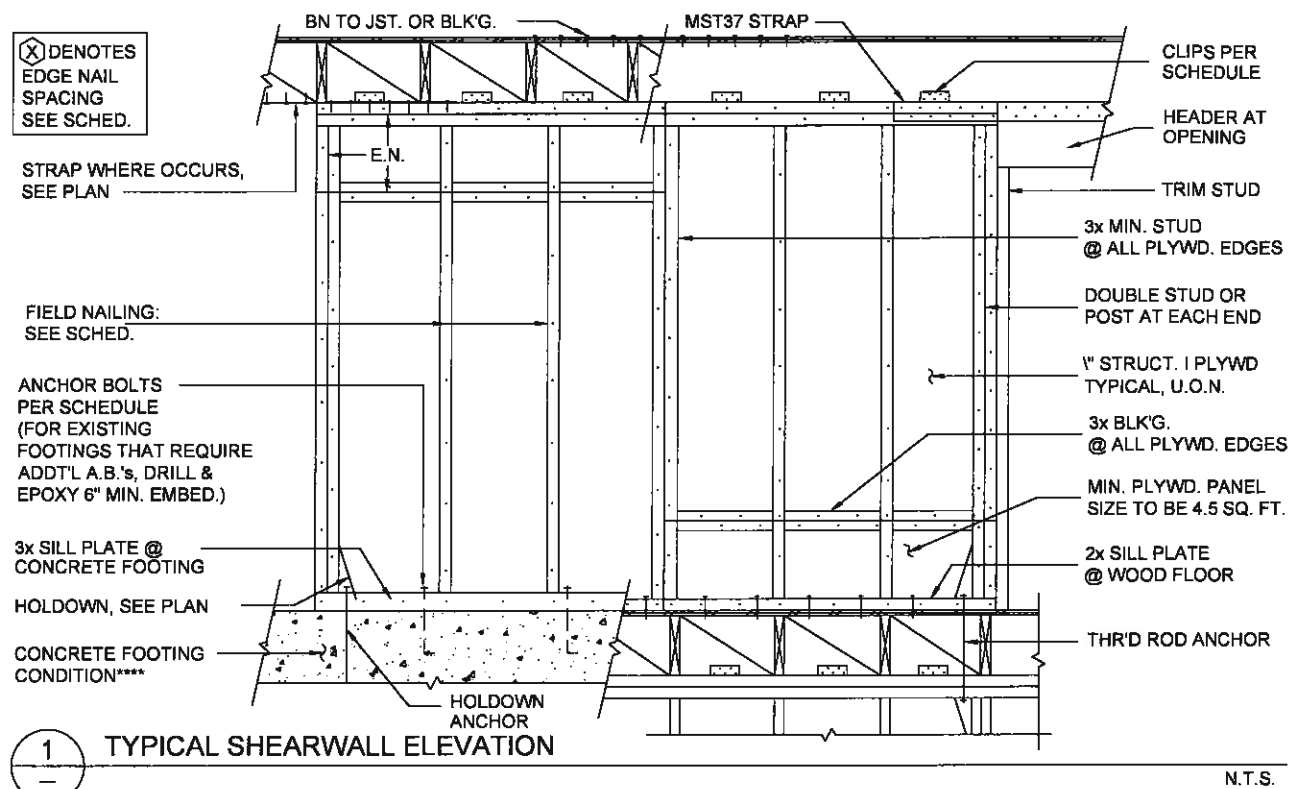 BN TO JST. OR BLK'G.
MST37 STRAP
X DENOTES
EDGE NAIL
SPACING
SEE SCHED.
CLIPS PER
SCHEDULE
HEADER AT
OPENING
E.N.
STRAP WHERE OCCURS,
SEE PLAN
TRIM STUD
3x MIN. STUD
@ ALL PLYWD. EDGES
FIELD NAILING:
SEE SCHED.
DOUBLE STUD OR
POST AT EACH END
ANCHOR BOLTS
PER SCHEDULE
(FOR EXISTING
FOOTINGS THAT REQUIRE
ADDT'L A.B.'s, DRILL &
EPOXY 6" MIN. EMBED.)
\" STRUCT. I PLYWD
TYPICAL, U.O.N.
3x BLK'G.
@ ALL PLYWD. EDGES
MIN. PLYWD. PANEL
SIZE TO BE 4.5 SQ. FT.
3x SILL PLATE @
CONCRETE FOOTING
2x SILL PLATE
@ WOOD FLOOR
HOLDOWN, SEE PLAN
THR'D ROD ANCHOR
CONCRETE FOOTING
CONDITION****
HOLDOWN
ANCHOR
1
–
TYPICAL SHEARWALL ELEVATION
N.T.S.